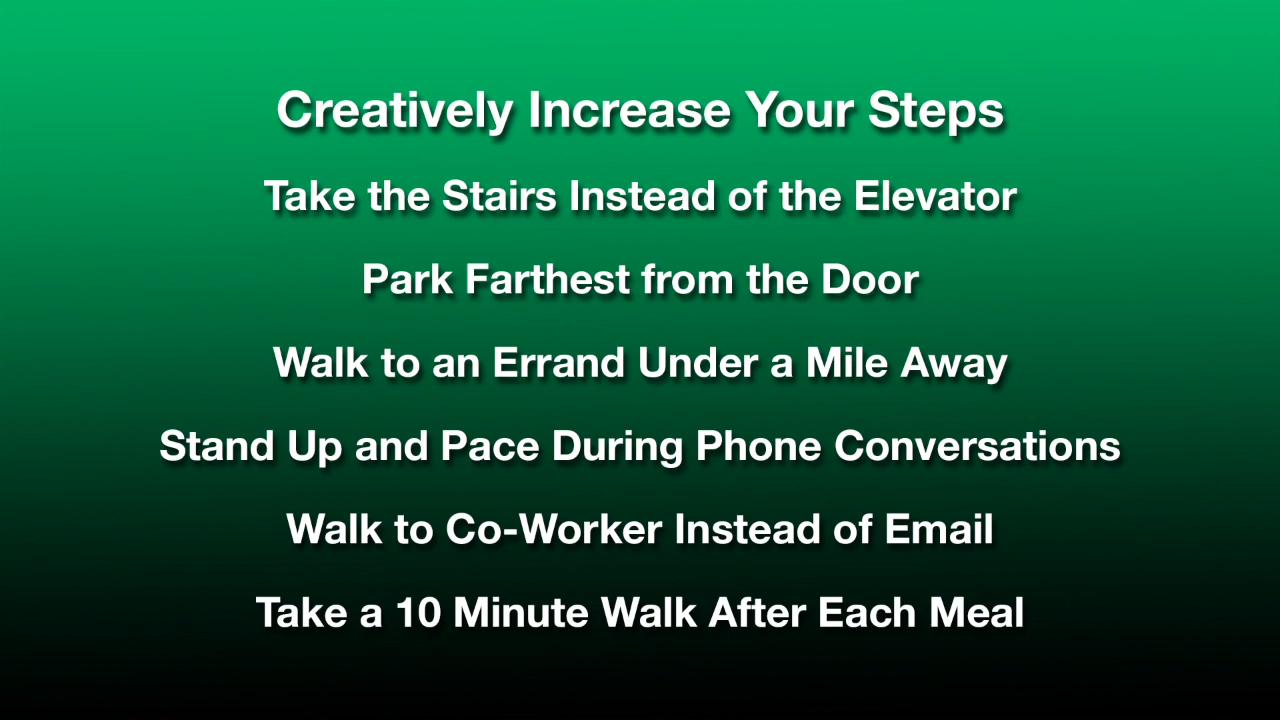 Creatively Increase Your Steps
Take the Stairs Instead of the Elevator
Park Farthest from the Door
Walk to an Errand Under a Mile Away
Stand Up and Pace During Phone Conversations
Walk to Co-Worker Instead of Email
Take a 10 Minute Walk After Each Meal